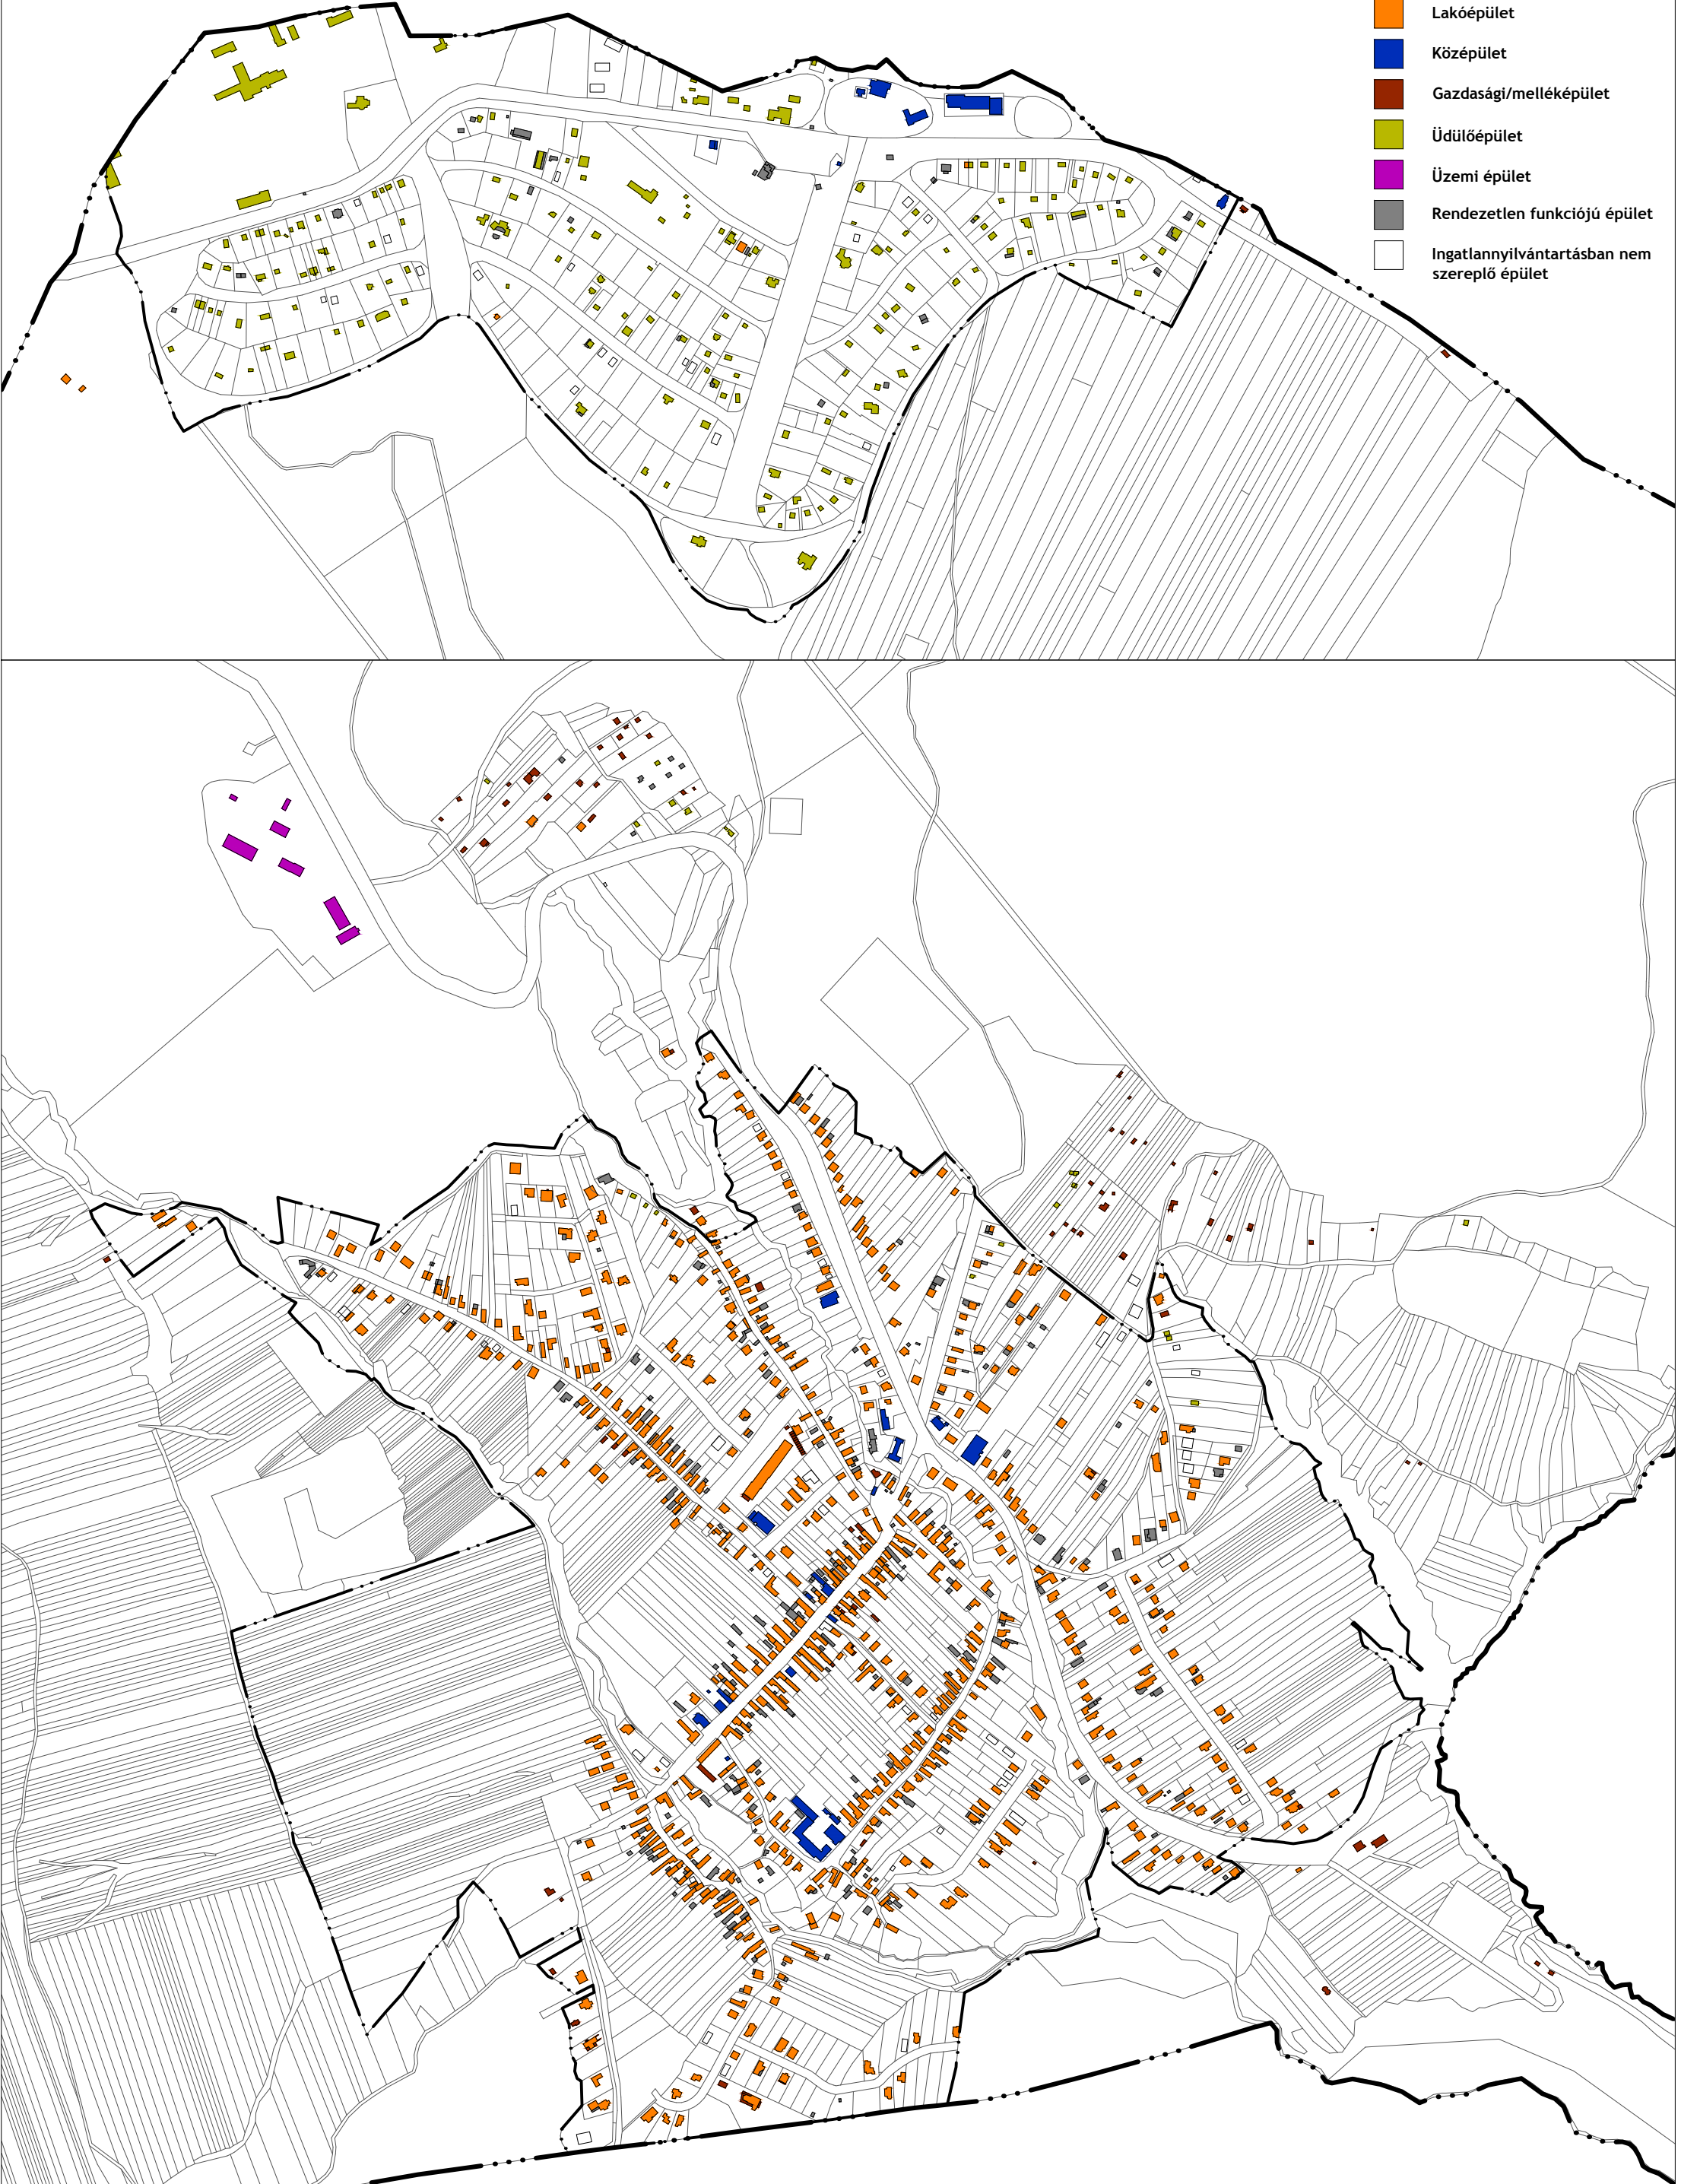 Lakóépület
Középület
Gazdasági/melléképület
Üdülőépület
Üzemi épület
Rendezetlen funkciójú épület
Ingatlannyilvántartásban nem
szereplő épület